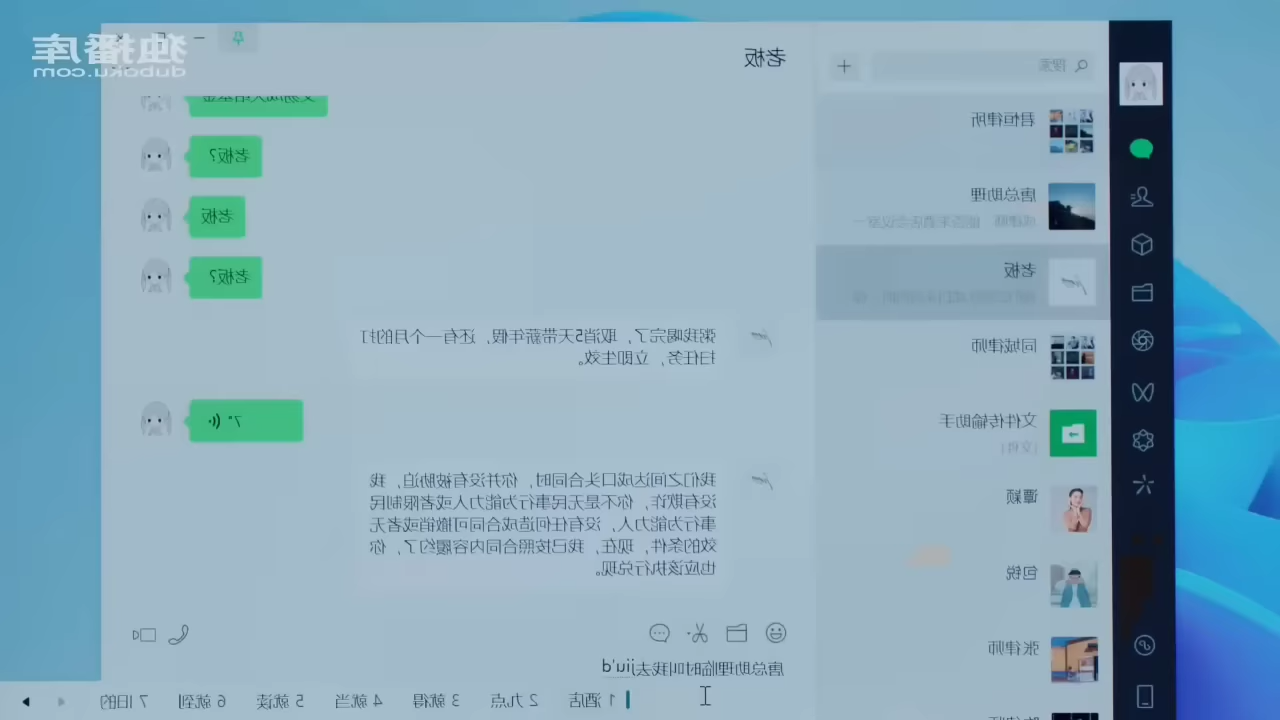 独播库
duboku.com
老板
搜索
君恒律所
唐总助理
老板
同城律师
文件传输助手
[文件]
谭颖
包锐
张律师
老板?
老板
老板?
粥我喝完了，取消5天带薪年假，还有一个月的打
扫任务，立即生效。
7"
我们之间达成口头合同时，你并没有被胁迫，我
没有欺诈，你不是无民事行为能力人或者限制民
事行为能力人，没有任何造成合同可撤销或者无
效的条件，现在，我已按照合同内容履约了，你
也应该执行兑现。
唐总助理临时叫我去jiu'd
1 酒店 2 九点 3 就得 4 就当 5 就读 6 就到 7 旧的